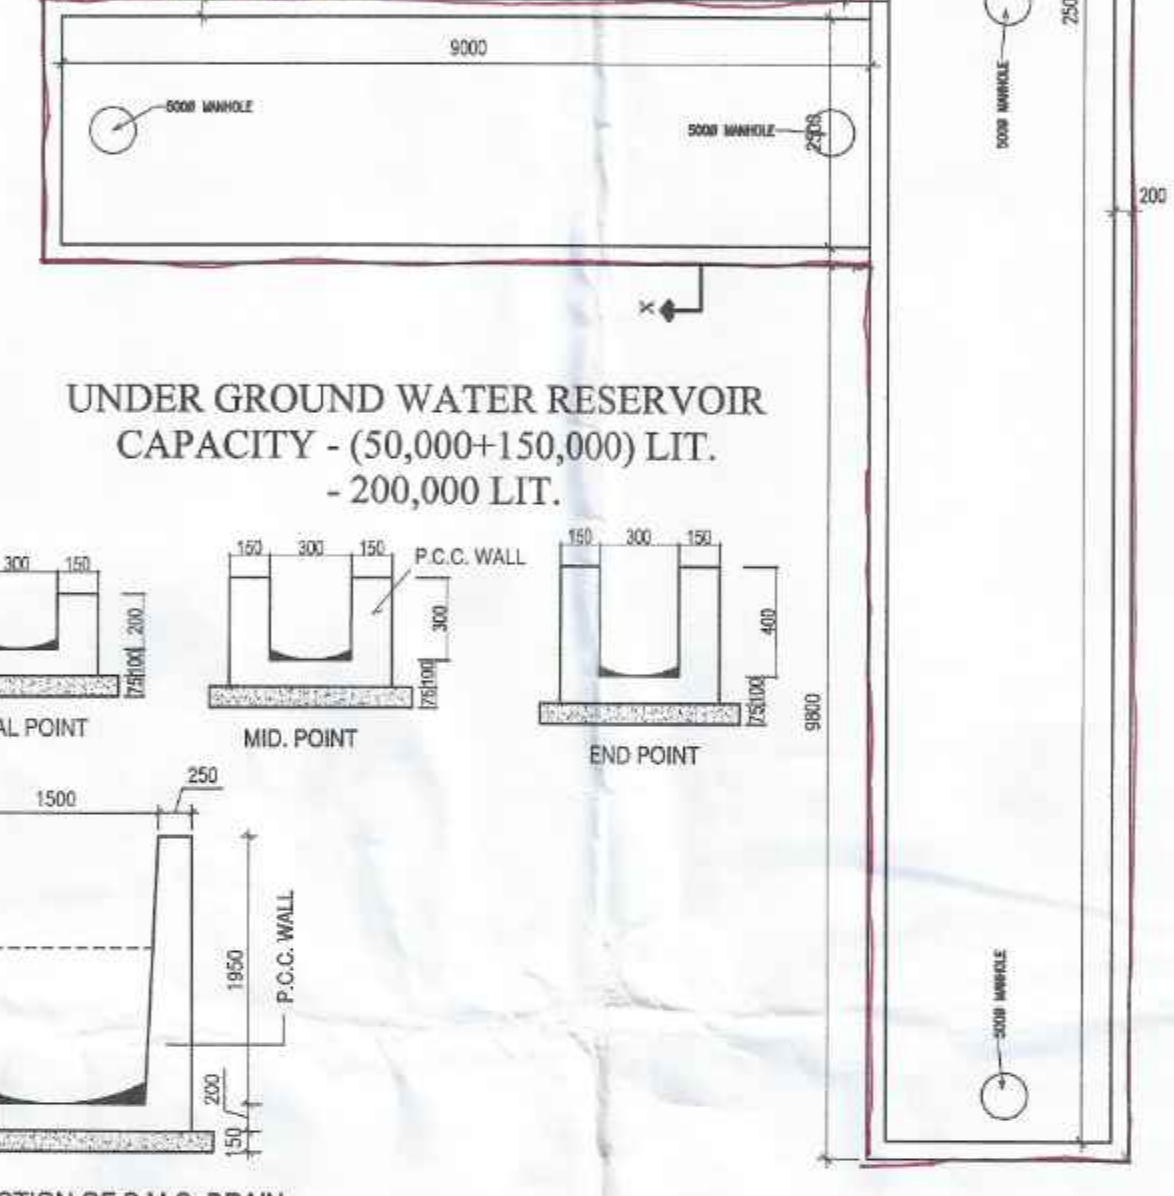 9000
500Ø MANHOLE
500Ø MANHOLE
2500
500Ø MANHOLE
200
X
UNDER GROUND WATER RESERVOIR
CAPACITY - (50,000+150,000) LIT.
- 200,000 LIT.
300 150
200
100
75
AL POINT
150 300 150
P.C.C. WALL
300
100
75
MID. POINT
150 300 150
400
100
75
END POINT
9800
1500
250
1950
P.C.C. WALL
200
150
500Ø MANHOLE